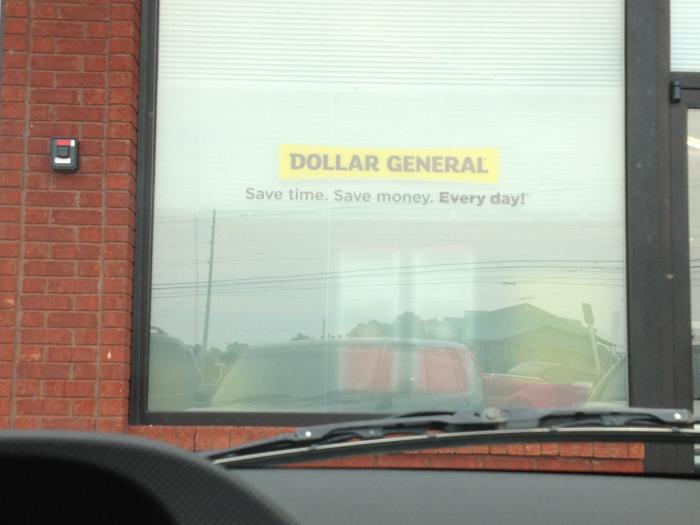 DOLLAR GENERAL
Save time. Save money. Every day!